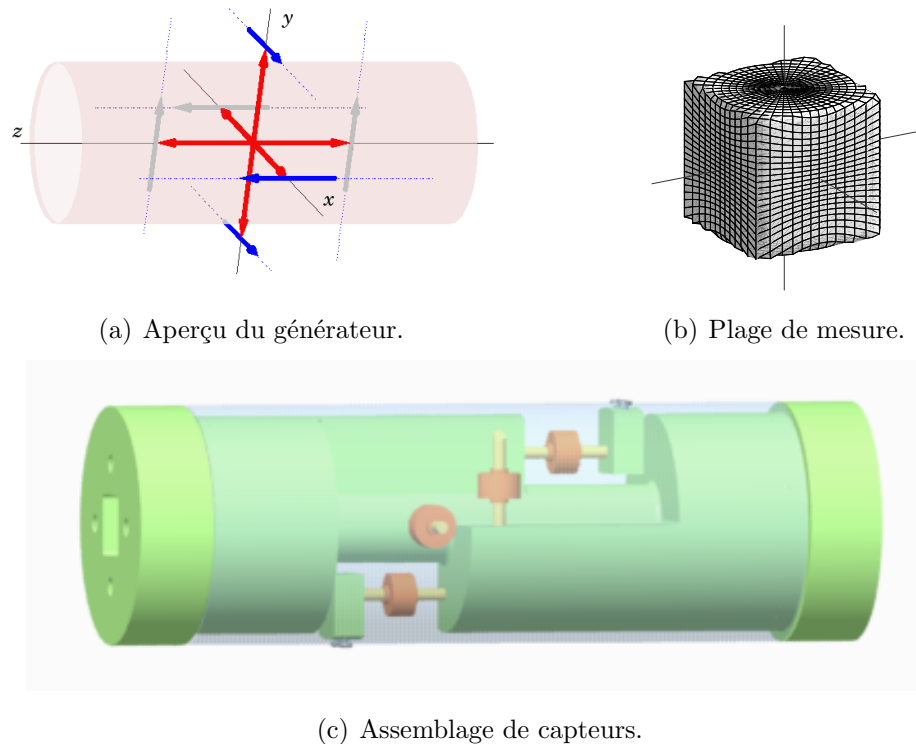 y
z
x
(a) Aperçu du générateur.
(b) Plage de mesure.
(c) Assemblage de capteurs.